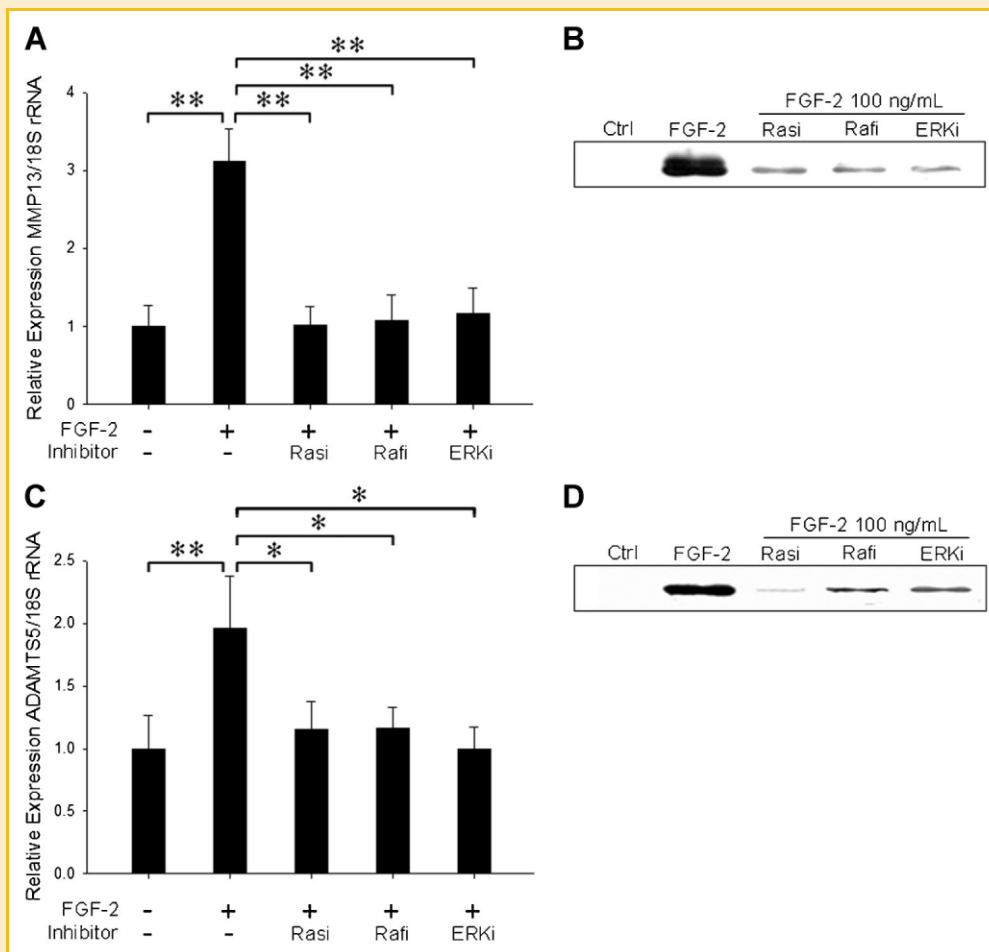 A
Relative Expression MMP13/18S rRNA
4
3
2
1
0
** ** ** **
FGF-2 - + + + +
Inhibitor - - Rasi Rafi ERKi
B
FGF-2 100 ng/mL
Ctrl FGF-2 Rasi Rafi ERKi
C
Relative Expression ADAMTS5/18S rRNA
2.5
2.0
1.5
1.0
0.5
0.0
** * * *
FGF-2 - + + + +
Inhibitor - - Rasi Rafi ERKi
D
FGF-2 100 ng/mL
Ctrl FGF-2 Rasi Rafi ERKi